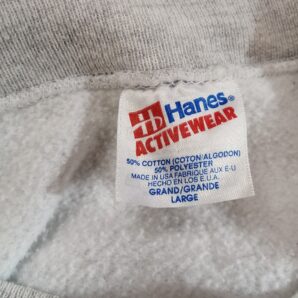 Hanes®
ACTIVEWEAR
50% COTTON (COTON/ALGODON)
50% POLYESTER
MADE IN USA FABRIQUE AUX E-U
HECHO EN LOS E.U.A.
GRAND/GRANDE
LARGE